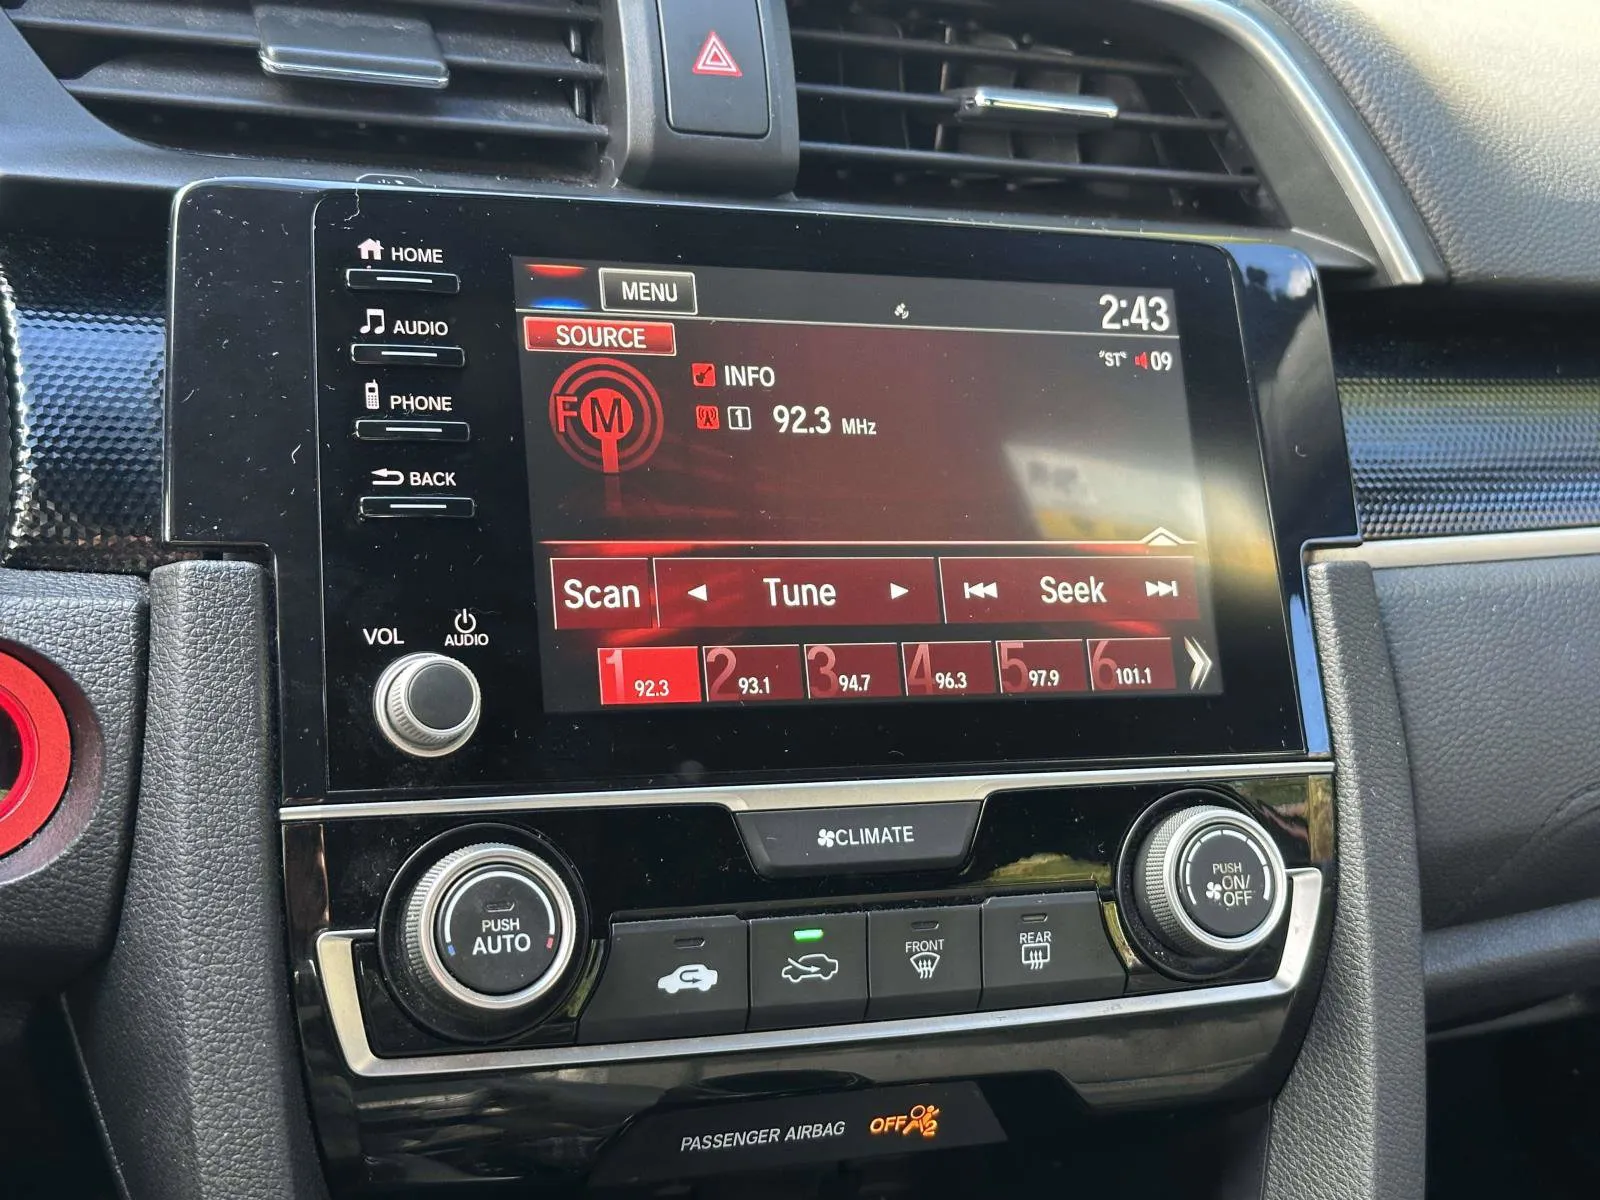 HOME
AUDIO
PHONE
BACK
VOL
AUDIO
MENU
2:43
SOURCE
"ST" 09
FM
INFO
1 92.3 MHz
Scan
Tune
Seek
1 92.3
2 93.1
3 94.7
4 96.3
5 97.9
6 101.1
CLIMATE
PUSH
AUTO
FRONT
REAR
PUSH
ON/
OFF
PASSENGER AIRBAG OFF 2